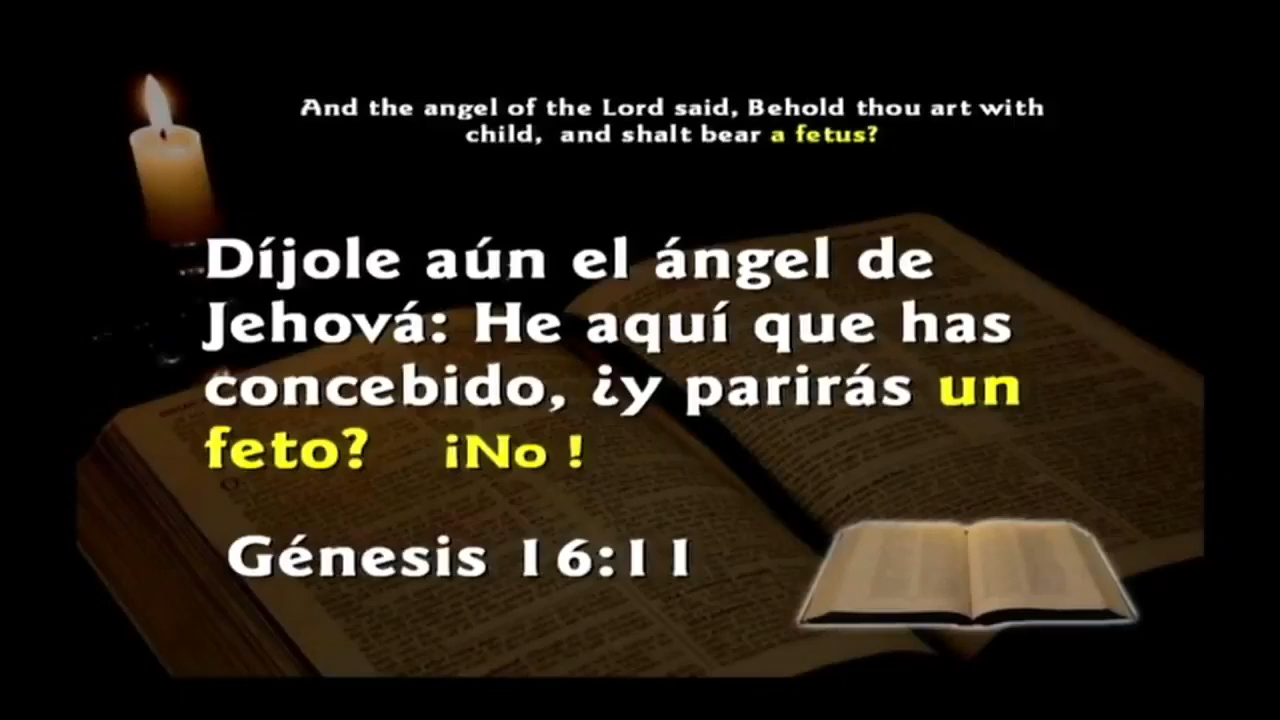 And the angel of the Lord said, Behold thou art with
child, and shalt bear a fetus?
Díjole aún el ángel de
Jehová: He aquí que has
concebido, ¿y parirás un
feto? ¡No !
Génesis 16:11